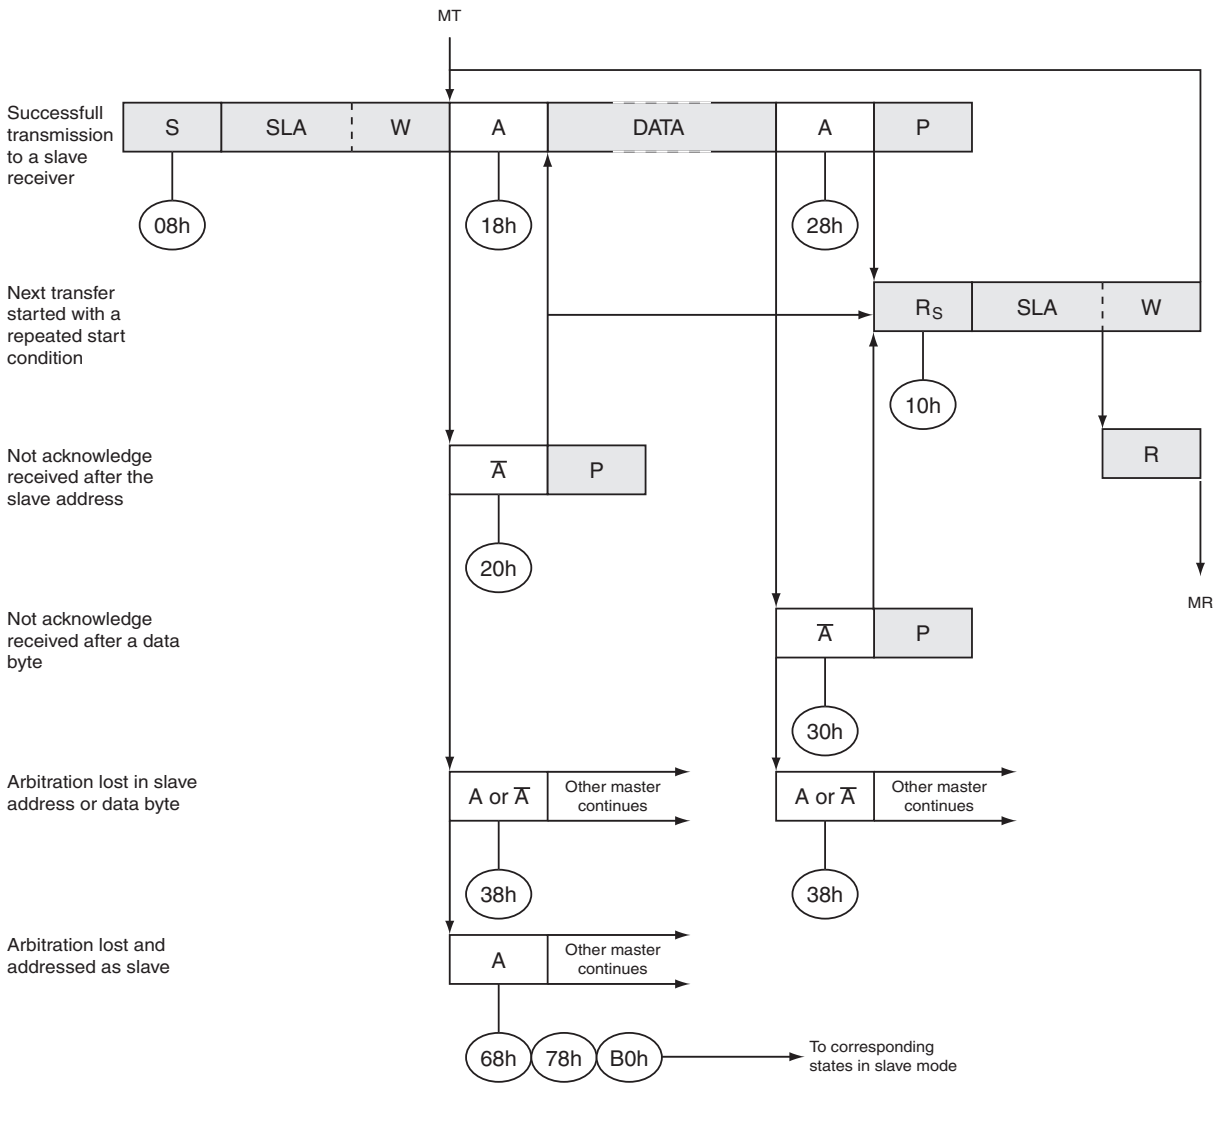 MT
Successfull
transmission
to a slave
receiver
S
SLA
W
A
DATA
A
P
08h
18h
28h
Next transfer
started with a
repeated start
condition
RS
SLA
W
10h
Not acknowledge
received after the
slave address
A̅
P
R
20h
MR
Not acknowledge
received after a data
byte
A̅
P
30h
Arbitration lost in slave
address or data byte
A or A̅
Other master
continues
A or A̅
Other master
continues
38h
38h
Arbitration lost and
addressed as slave
A
Other master
continues
68h
78h
B0h
To corresponding
states in slave mode